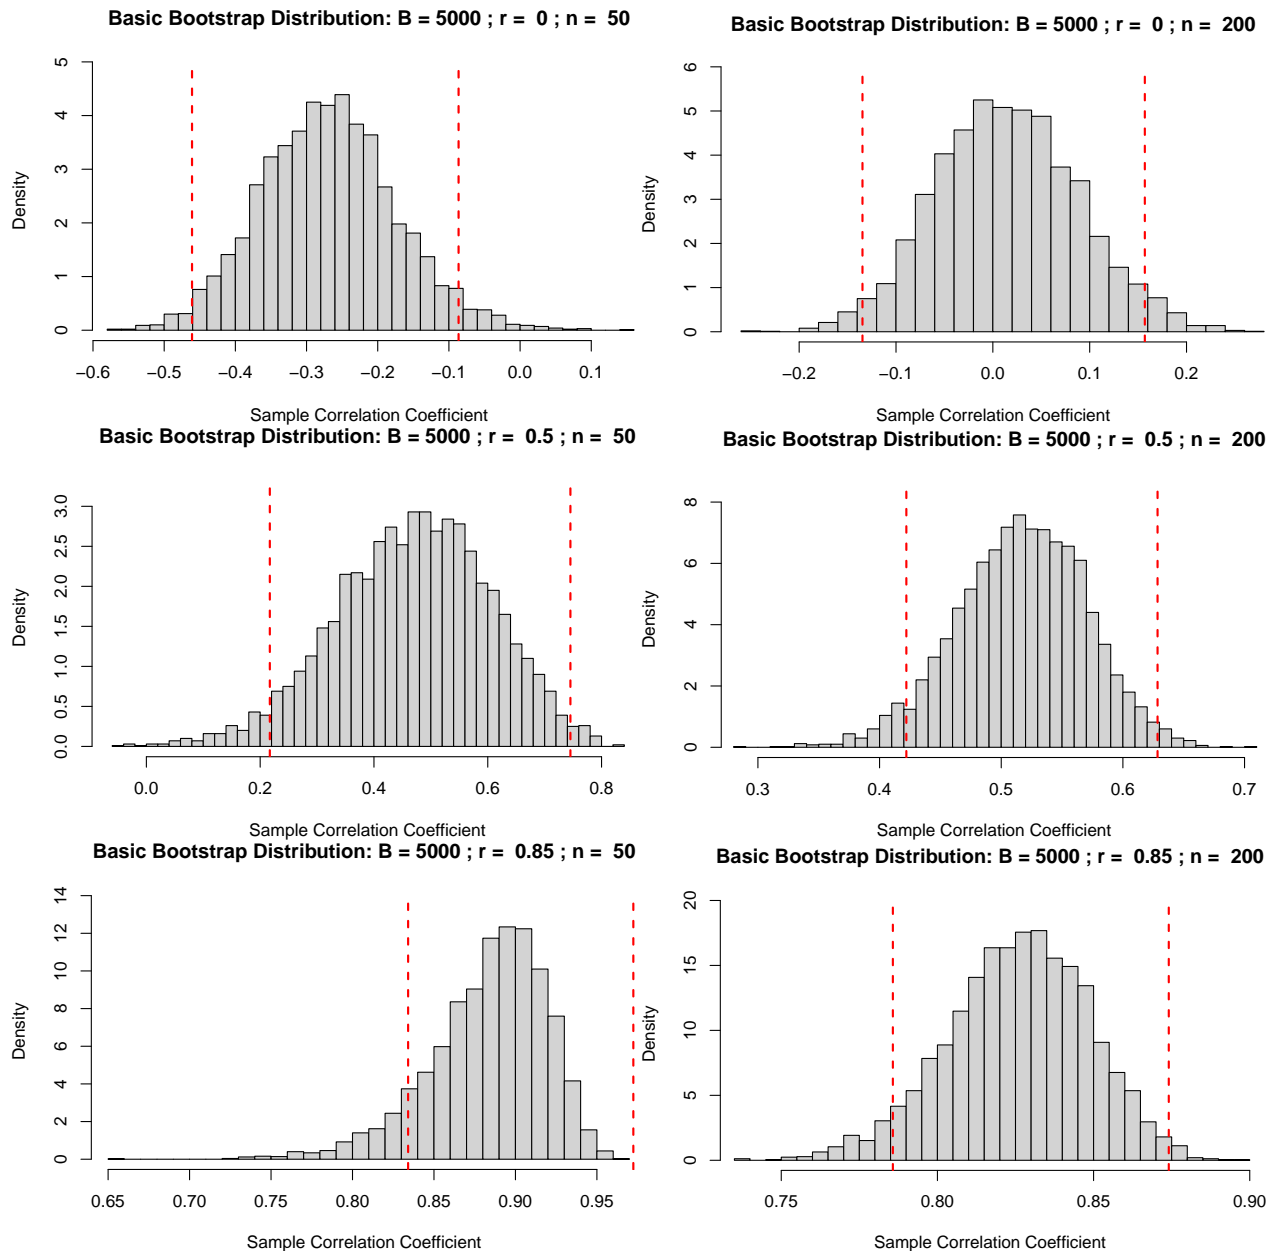 Basic Bootstrap Distribution: B = 5000 ; r =  0 ; n =  50
Density
0 1 2 3 4 5
−0.6 −0.5 −0.4 −0.3 −0.2 −0.1 0.0 0.1
Sample Correlation Coefficient
Basic Bootstrap Distribution: B = 5000 ; r =  0 ; n =  200
Density
0 1 2 3 4 5 6
−0.2 −0.1 0.0 0.1 0.2
Sample Correlation Coefficient
Basic Bootstrap Distribution: B = 5000 ; r =  0.5 ; n =  50
Density
0.0 0.5 1.0 1.5 2.0 2.5 3.0
0.0 0.2 0.4 0.6 0.8
Sample Correlation Coefficient
Basic Bootstrap Distribution: B = 5000 ; r =  0.5 ; n =  200
Density
0 2 4 6 8
0.3 0.4 0.5 0.6 0.7
Sample Correlation Coefficient
Basic Bootstrap Distribution: B = 5000 ; r =  0.85 ; n =  50
Density
0 2 4 6 8 10 12 14
0.65 0.70 0.75 0.80 0.85 0.90 0.95
Sample Correlation Coefficient
Basic Bootstrap Distribution: B = 5000 ; r =  0.85 ; n =  200
Density
0 5 10 15 20
0.75 0.80 0.85 0.90
Sample Correlation Coefficient